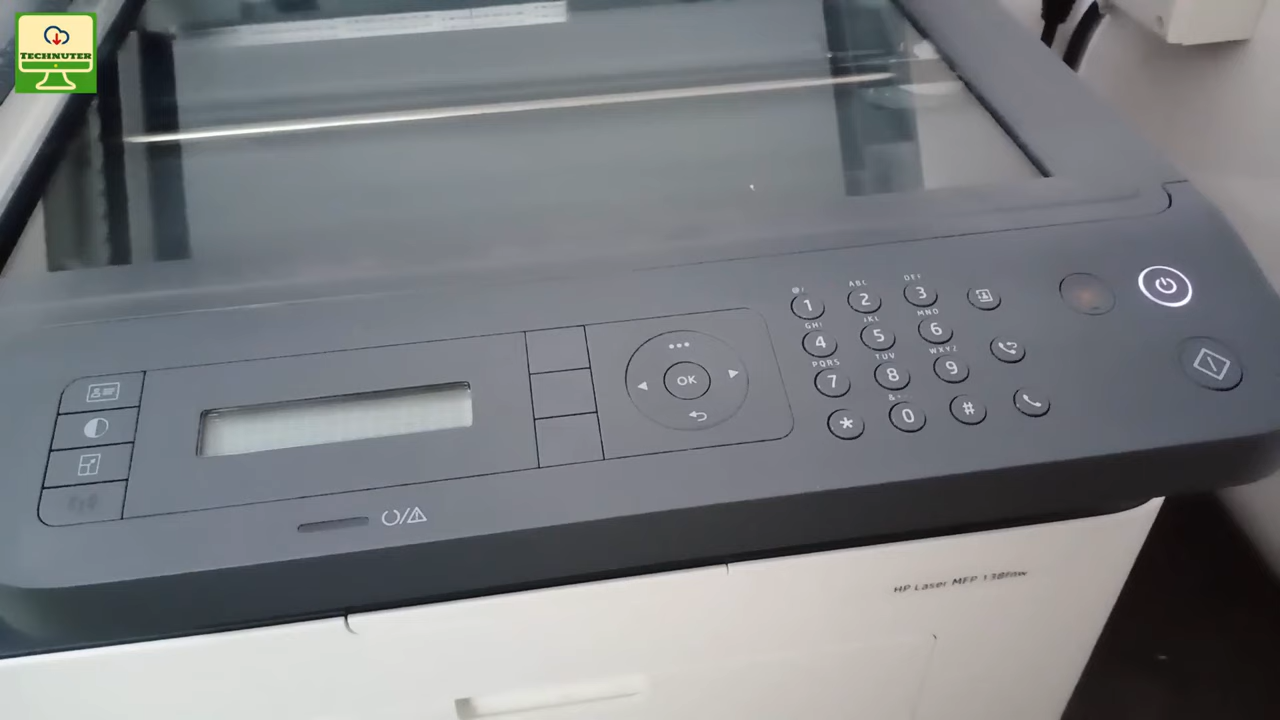 TECHNUTER
@/.
1
ABC
2
DEF
3
GHI
4
JKL
5
MNO
6
PQRS
7
TUV
8
WXYZ
9
*
0
#
OK
HP Laser MFP 138fnw